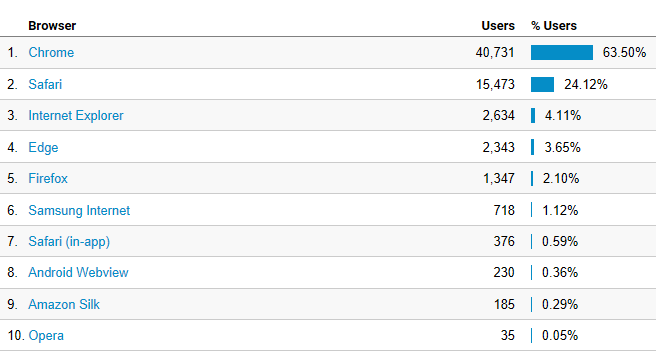 Browser Users % Users
1. Chrome 40,731 63.50%
2. Safari 15,473 24.12%
3. Internet Explorer 2,634 4.11%
4. Edge 2,343 3.65%
5. Firefox 1,347 2.10%
6. Samsung Internet 718 1.12%
7. Safari (in-app) 376 0.59%
8. Android Webview 230 0.36%
9. Amazon Silk 185 0.29%
10. Opera 35 0.05%